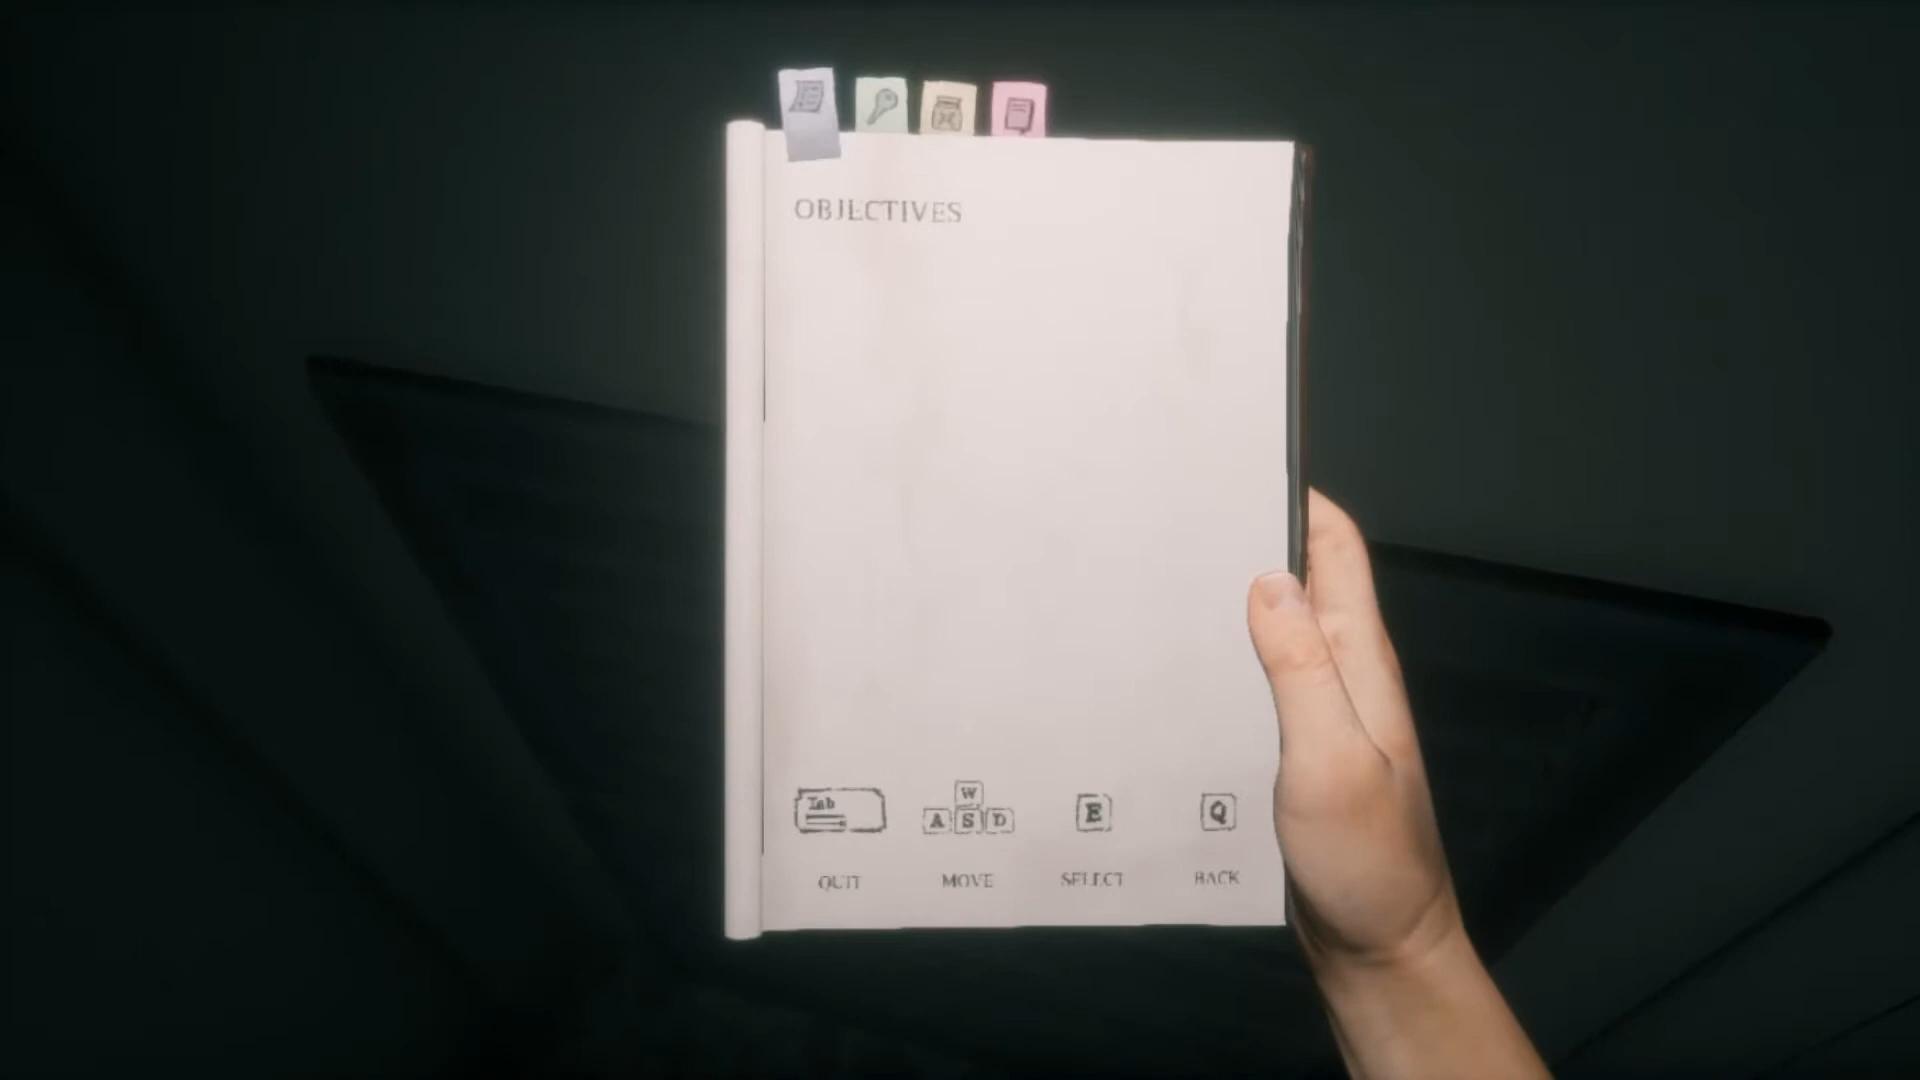 OBJECTIVES
Tab
W
A S D
E
Q
QUIT MOVE SELECT BACK